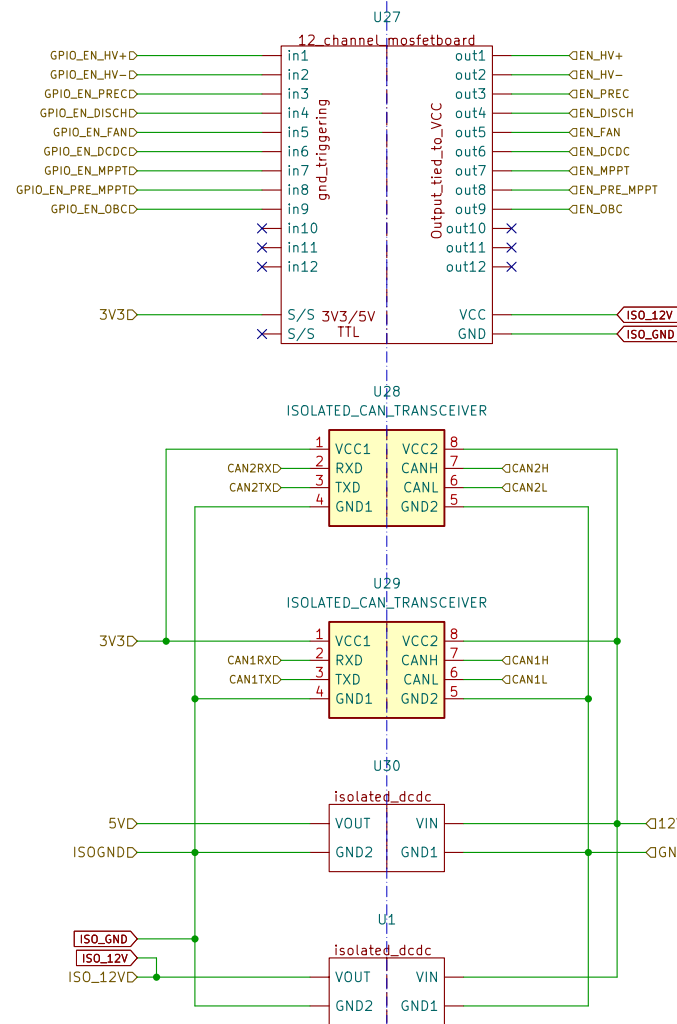 U27
12_channel_mosfetboard
GPIO_EN_HV+ in1 out1 EN_HV+
GPIO_EN_HV- in2 out2 EN_HV-
GPIO_EN_PREC in3 out3 EN_PREC
GPIO_EN_DISCH in4 out4 EN_DISCH
GPIO_EN_FAN in5 out5 EN_FAN
GPIO_EN_DCDC in6 out6 EN_DCDC
GPIO_EN_MPPT in7 out7 EN_MPPT
GPIO_EN_PRE_MPPT in8 out8 EN_PRE_MPPT
GPIO_EN_OBC in9 out9 EN_OBC
in10 out10
in11 out11
in12 out12
gnd_triggering
Output_tied_to_VCC
3V3 S/S 3V3/5V VCC ISO_12V
S/S TTL GND ISO_GND
U28
ISOLATED_CAN_TRANSCEIVER
1 VCC1 VCC2 8
CAN2RX 2 RXD CANH 7 CAN2H
CAN2TX 3 TXD CANL 6 CAN2L
4 GND1 GND2 5
U29
ISOLATED_CAN_TRANSCEIVER
3V3 1 VCC1 VCC2 8
CAN1RX 2 RXD CANH 7 CAN1H
CAN1TX 3 TXD CANL 6 CAN1L
4 GND1 GND2 5
U30
isolated_dcdc
5V VOUT VIN
ISOGND GND2 GND1
U1
ISO_GND isolated_dcdc
ISO_12V
ISO_12V VOUT VIN
GND2 GND1